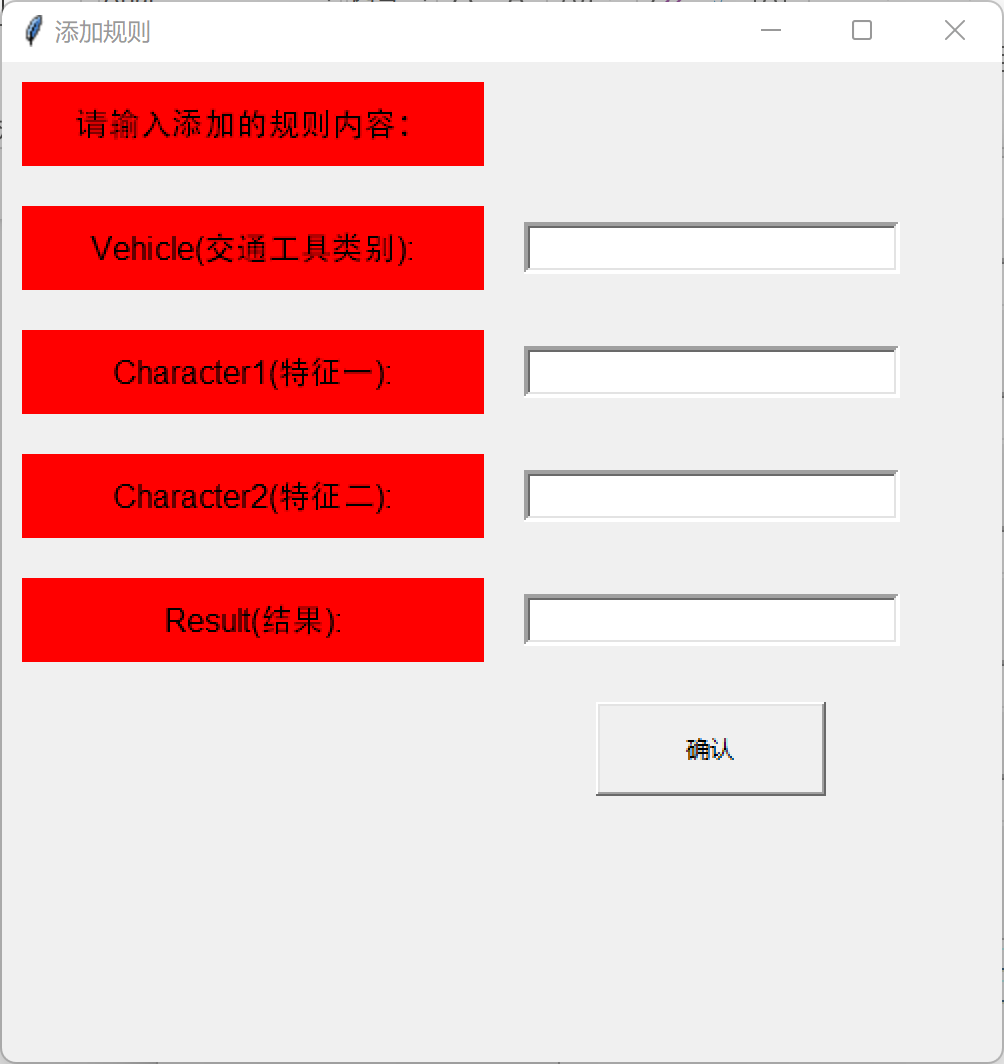 添加规则
请输入添加的规则内容：
Vehicle(交通工具类别):
Character1(特征一):
Character2(特征二):
Result(结果):
确认